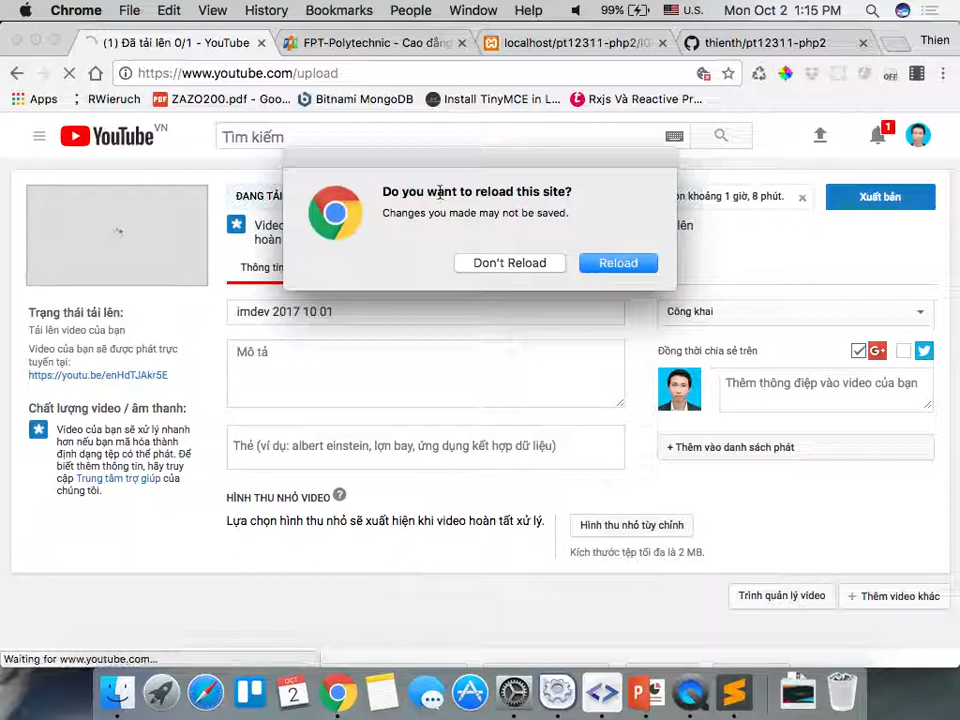 Chrome File Edit View History Bookmarks People Window Help 99% U.S. Mon Oct 2 1:15 PM
(1) Đã tải lên 0/1 - YouTube FPT-Polytechnic - Cao đẳng localhost/pt12311-php2/ thienth/pt12311-php2 Thien
https://www.youtube.com/upload OFF
Apps RWieruch ZAZO200.pdf - Goo... Bitnami MongoDB Install TinyMCE in L... Rxjs Và Reactive Pr...
YouTube VN Tìm kiếm 1
Do you want to reload this site?
Changes you made may not be saved.
Don't Reload Reload
ĐANG TẢI khoảng 1 giờ, 8 phút. Xuất bản
Video lên
hoàn
Thông tin
imdev 2017 10 01 Công khai
Trạng thái tải lên:
Tải lên video của bạn
Video của bạn sẽ được phát trực
tuyến tại:
https://youtu.be/enHdTJAkr5E
Mô tả
Đồng thời chia sẻ trên G+
Thêm thông điệp vào video của bạn
Chất lượng video / âm thanh:
Video của bạn sẽ xử lý nhanh
hơn nếu bạn mã hóa thành
định dạng tệp có thể phát. Để
biết thêm thông tin, hãy truy
cập Trung tâm trợ giúp của
chúng tôi.
Thẻ (ví dụ: albert einstein, lợn bay, ứng dụng kết hợp dữ liệu)
+ Thêm vào danh sách phát
HÌNH THU NHỎ VIDEO ?
Lựa chọn hình thu nhỏ sẽ xuất hiện khi video hoàn tất xử lý.
Hình thu nhỏ tùy chỉnh
Kích thước tệp tối đa là 2 MB.
Trình quản lý video + Thêm video khác
Waiting for www.youtube.com...
OCT
2